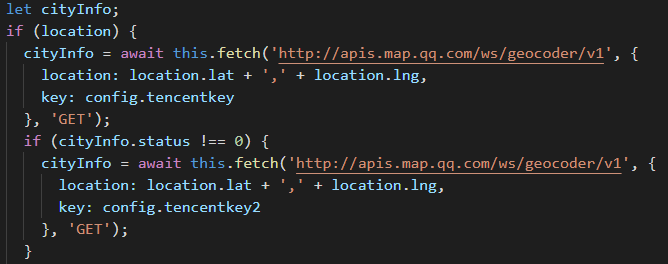 let cityInfo;
if (location) {
cityInfo = await this.fetch('http://apis.map.qq.com/ws/geocoder/v1', {
location: location.lat + ',' + location.lng,
key: config.tencentkey
}, 'GET');
if (cityInfo.status !== 0) {
cityInfo = await this.fetch('http://apis.map.qq.com/ws/geocoder/v1', {
location: location.lat + ',' + location.lng,
key: config.tencentkey2
}, 'GET');
}